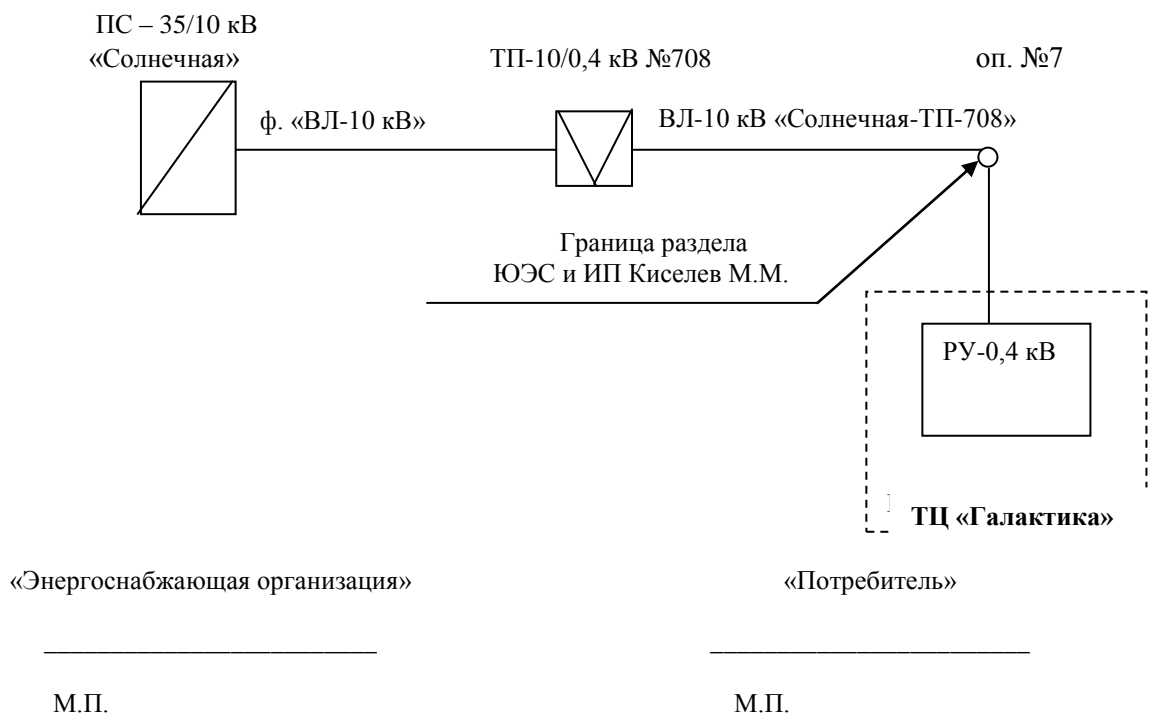 ПС – 35/10 кВ
«Солнечная»
ТП-10/0,4 кВ №708
оп. №7
ф. «ВЛ-10 кВ»
ВЛ-10 кВ «Солнечная-ТП-708»
Граница раздела
ЮЭС и ИП Киселев М.М.
РУ-0,4 кВ
ТЦ «Галактика»
«Энергоснабжающая организация»
«Потребитель»
М.П.
М.П.